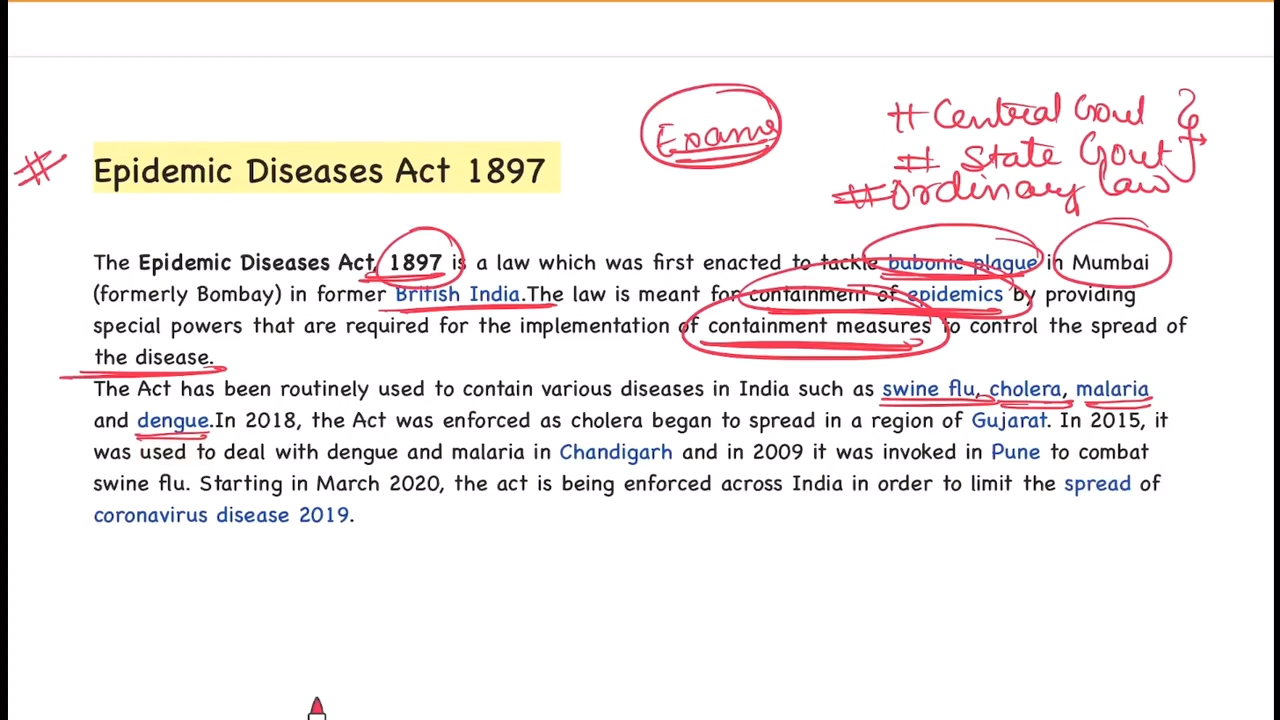 Exams
# Central Govt
# State Govt
# Ordinary law
# Epidemic Diseases Act 1897
The Epidemic Diseases Act, 1897 is a law which was first enacted to tackle bubonic plague in Mumbai
(formerly Bombay) in former British India.The law is meant for containment of epidemics by providing
special powers that are required for the implementation of containment measures to control the spread of
the disease.
The Act has been routinely used to contain various diseases in India such as swine flu, cholera, malaria
and dengue.In 2018, the Act was enforced as cholera began to spread in a region of Gujarat. In 2015, it
was used to deal with dengue and malaria in Chandigarh and in 2009 it was invoked in Pune to combat
swine flu. Starting in March 2020, the act is being enforced across India in order to limit the spread of
coronavirus disease 2019.